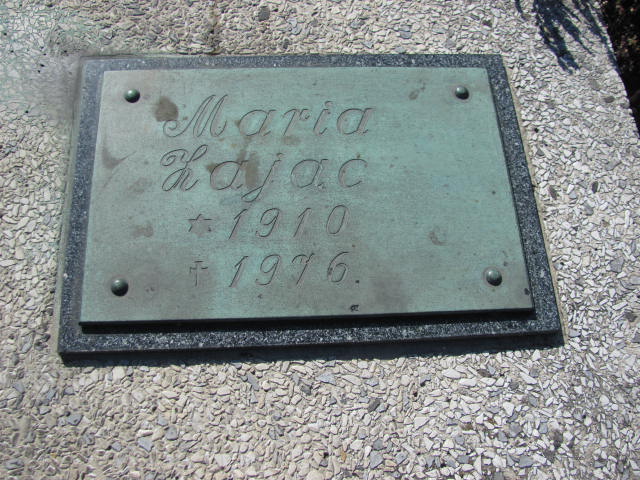 Maria
Zajac
* 1910
† 1976